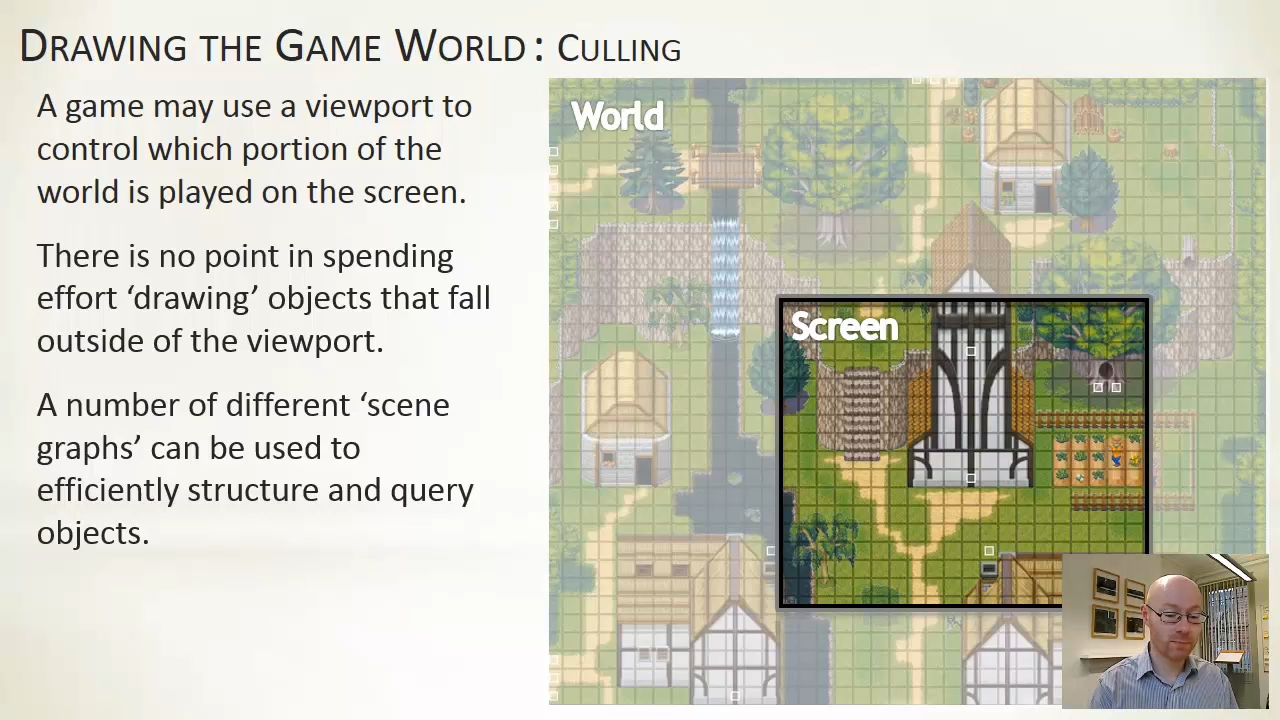 DRAWING THE GAME WORLD : CULLING
A game may use a viewport to
control which portion of the
world is played on the screen.
There is no point in spending
effort ‘drawing’ objects that fall
outside of the viewport.
A number of different ‘scene
graphs’ can be used to
efficiently structure and query
objects.
World
Screen